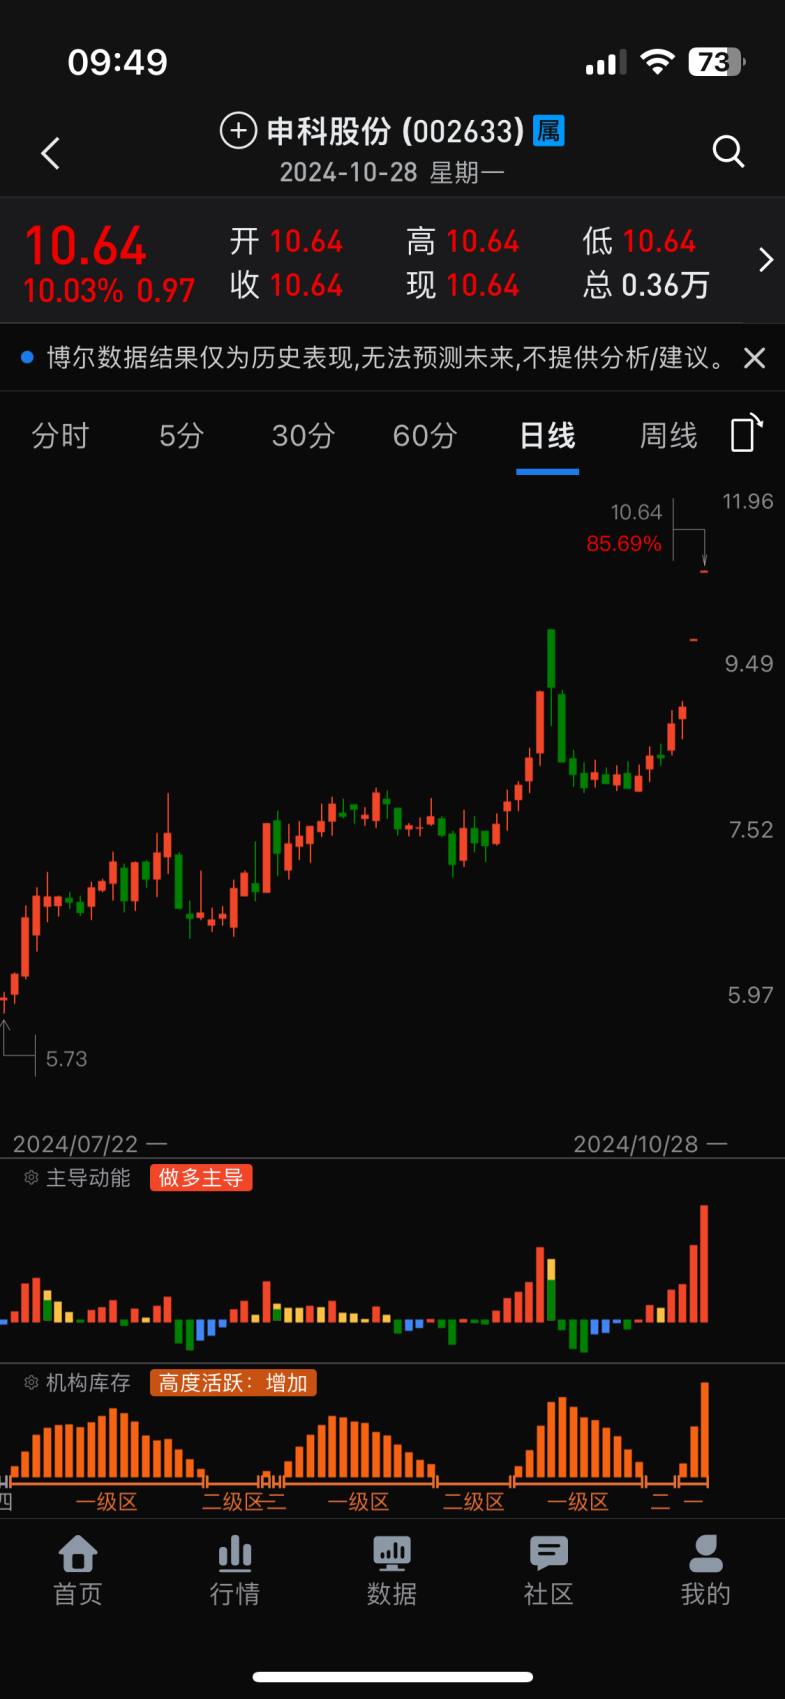 09:49
73
申科股份 (002633) 属
2024-10-28 星期一
10.64 开 10.64 高 10.64 低 10.64
10.03% 0.97 收 10.64 现 10.64 总 0.36万
博尔数据结果仅为历史表现,无法预测未来,不提供分析/建议。
分时 5分 30分 60分 日线 周线
11.96
10.64
85.69%
9.49
7.52
5.97
5.73
2024/07/22 一 2024/10/28 一
主导动能 做多主导
机构库存 高度活跃：增加
四 一级区 二级区 一 二 一级区 二级区 一级区 二 一
首页 行情 数据 社区 我的